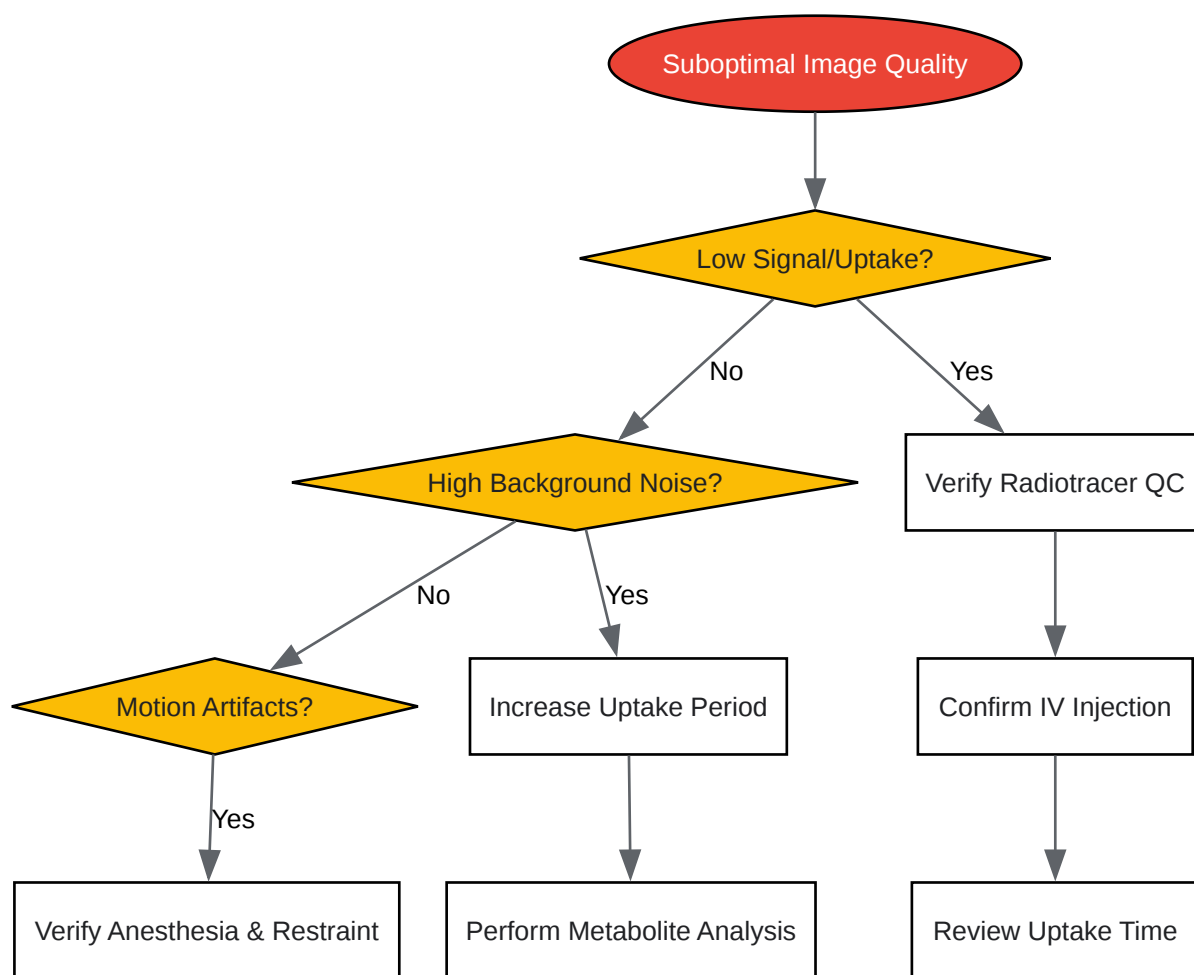 Suboptimal Image Quality
Low Signal/Uptake?
No
Yes
High Background Noise?
Verify Radiotracer QC
No
Yes
Motion Artifacts?
Increase Uptake Period
Confirm IV Injection
Yes
Verify Anesthesia & Restraint
Perform Metabolite Analysis
Review Uptake Time